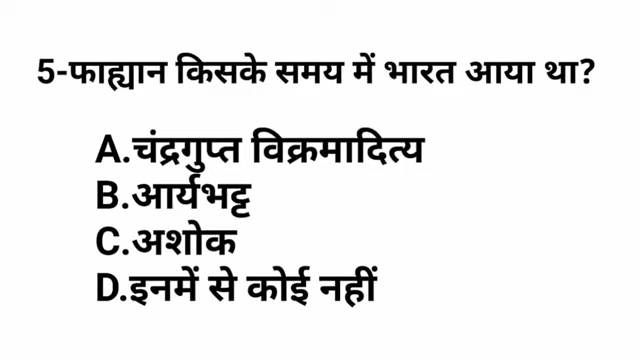 5-फाह्यान किसके समय में भारत आया था?
A.चंद्रगुप्त विक्रमादित्य
B.आर्यभट्ट
C.अशोक
D.इनमें से कोई नहीं